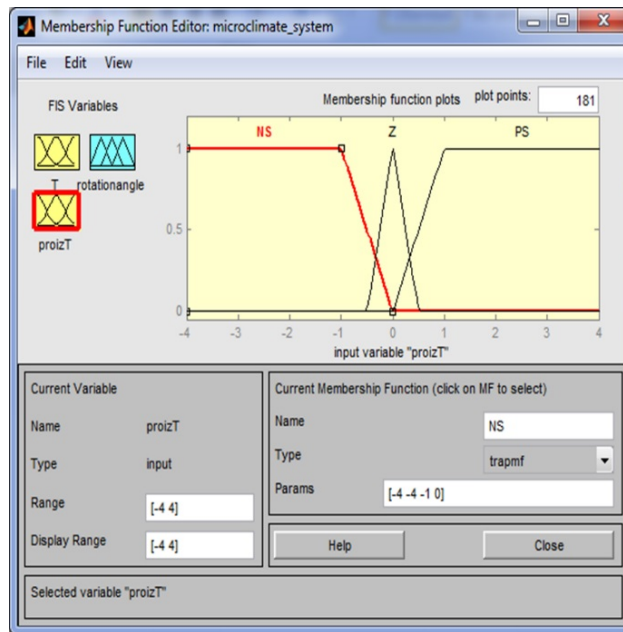 Membership Function Editor: microclimate_system
File Edit View
FIS Variables
Membership function plots plot points: 181
NS Z PS
T rotationangle
proizT
1
0.5
0
-4 -3 -2 -1 0 1 2 3 4
input variable "proizT"
Current Variable
Name proizT
Type input
Range [-4 4]
Display Range [-4 4]
Current Membership Function (click on MF to select)
Name NS
Type trapmf
Params [-4 -4 -1 0]
Help Close
Selected variable "proizT"